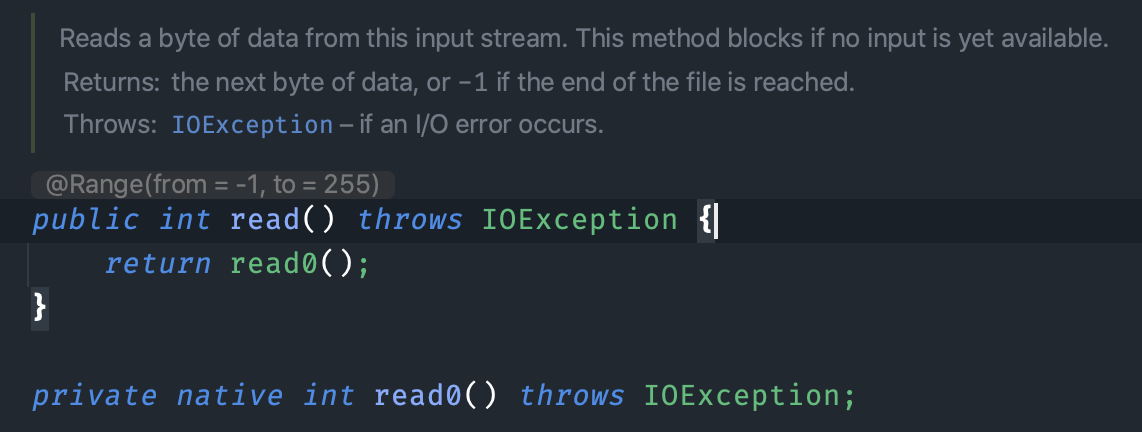 Reads a byte of data from this input stream. This method blocks if no input is yet available.
Returns: the next byte of data, or −1 if the end of the file is reached.
Throws: IOException – if an I/O error occurs.
@Range(from = -1, to = 255)
public int read() throws IOException {
    return read0();
}
private native int read0() throws IOException;